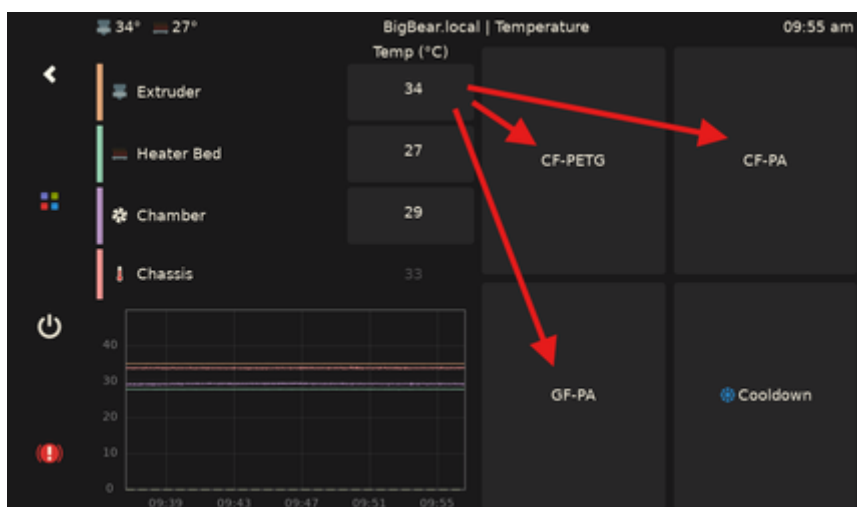 34° 27° BigBear.local | Temperature 09:55 am
Temp (°C)
Extruder 34
Heater Bed 27
CF-PETG CF-PA
Chamber 29
Chassis 33
40
30
GF-PA Cooldown
20
10
0
09:39 09:43 09:47 09:51 09:55